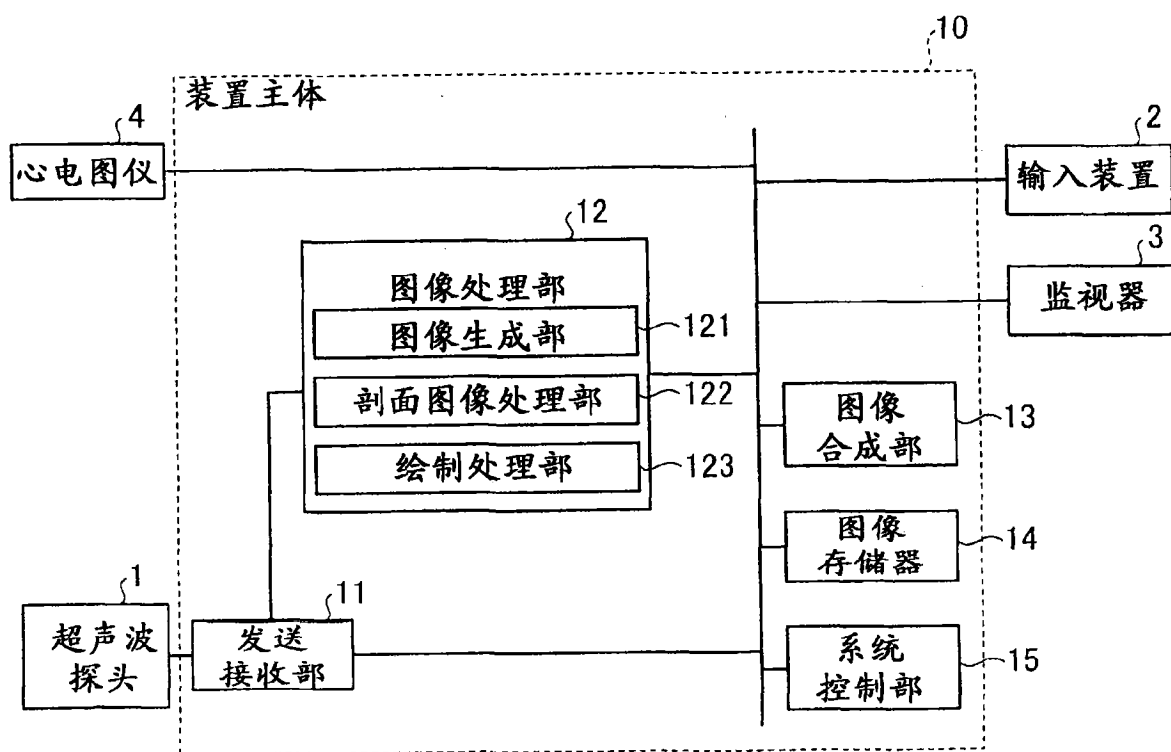 10
装置主体
4
心电图仪
2
输入装置
3
监视器
12
图像处理部
图像生成部
121
剖面图像处理部
122
绘制处理部
123
图像
合成部
13
图像
存储器
14
1
超声波
探头
11
发送
接收部
系统
控制部
15